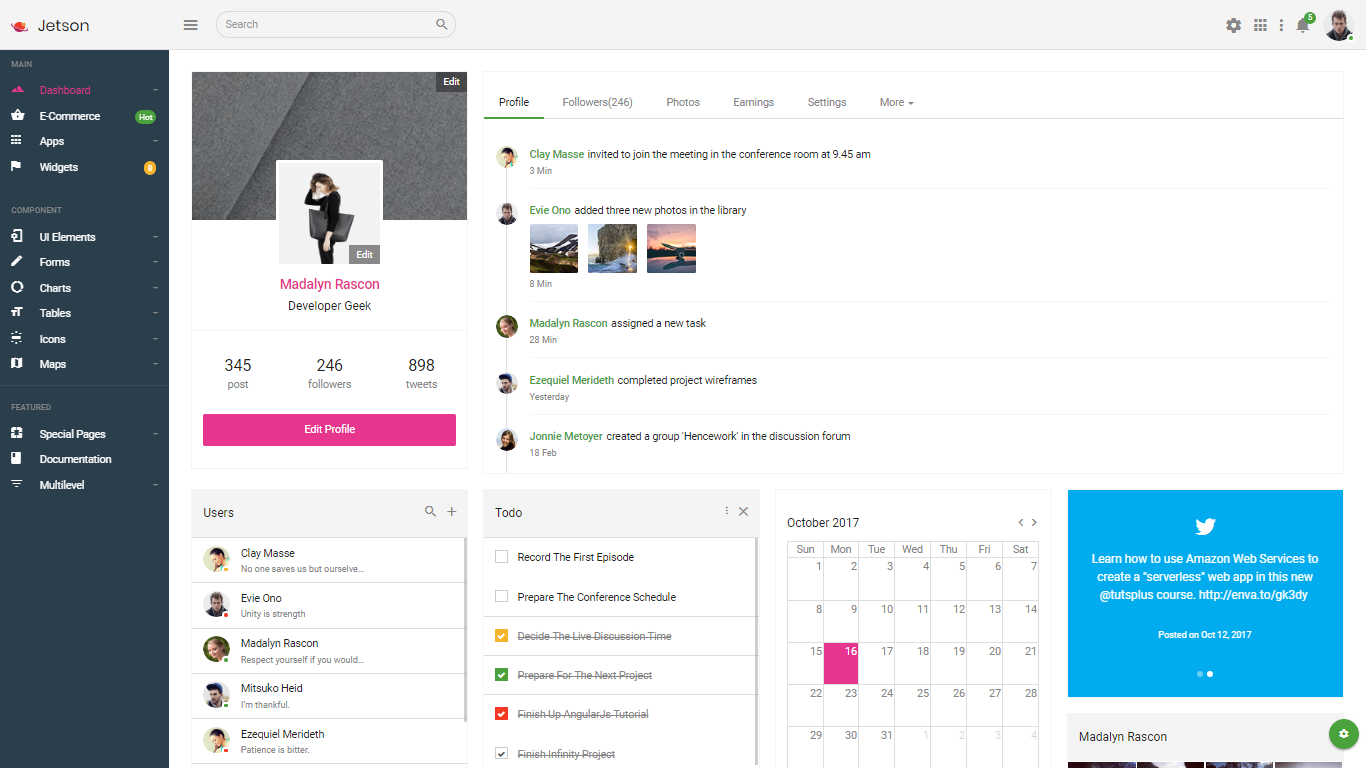 Jetson
Search
5
MAIN
Dashboard
E-Commerce
Hot
Apps
Widgets
8
COMPONENT
UI Elements
Forms
Charts
Tables
Icons
Maps
FEATURED
Special Pages
Documentation
Multilevel
Edit
Edit
Madalyn Rascon
Developer Geek
345 246 898
post followers tweets
Edit Profile
Profile Followers(246) Photos Earnings Settings More
Clay Masse invited to join the meeting in the conference room at 9.45 am
3 Min
Evie Ono added three new photos in the library
8 Min
Madalyn Rascon assigned a new task
28 Min
Ezequiel Merideth completed project wireframes
Yesterday
Jonnie Metoyer created a group 'Hencework' in the discussion forum
18 Feb
Users
Clay Masse
No one saves us but ourselve...
Evie Ono
Unity is strength
Madalyn Rascon
Respect yourself if you would...
Mitsuko Heid
I'm thankful.
Ezequiel Merideth
Patience is bitter.
Todo
Record The First Episode
Prepare The Conference Schedule
Decide The Live Discussion Time
Prepare For The Next Project
Finish Up AngularJs Tutorial
Finish Infinity Project
October 2017
Sun Mon Tue Wed Thu Fri Sat
1 2 3 4 5 6 7
8 9 10 11 12 13 14
15 16 17 18 19 20 21
22 23 24 25 26 27 28
29 30 31 1 2 3 4
Learn how to use Amazon Web Services to
create a "serverless" web app in this new
@tutsplus course. http://enva.to/gk3dy
Posted on Oct 12, 2017
Madalyn Rascon